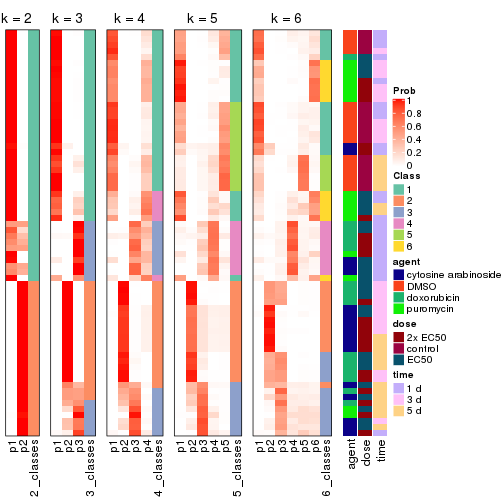 k = 2
k = 3
k = 4
k = 5
k = 6
Prob
1
0.8
0.6
0.4
0.2
0
Class
1
2
3
4
5
6
agent
cytosine arabinoside
DMSO
doxorubicin
puromycin
dose
2x EC50
control
EC50
time
1 d
3 d
5 d
p1
p2
2_classes
p1
p2
p3
3_classes
p1
p2
p3
p4
4_classes
p1
p2
p3
p4
p5
5_classes
p1
p2
p3
p4
p5
p6
6_classes
agent
dose
time